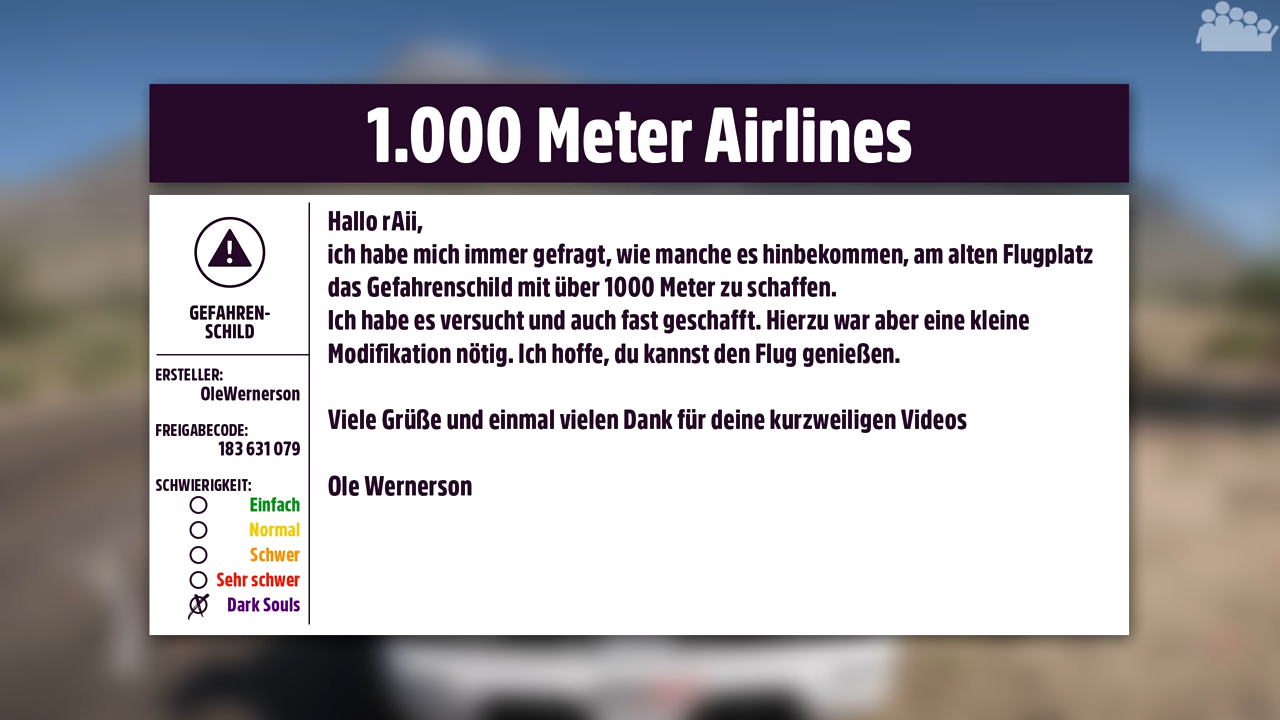 1.000 Meter Airlines
GEFAHREN-
SCHILD
ERSTELLER:
OleWernerson
FREIGABECODE:
183 631 079
SCHWIERIGKEIT:
Einfach
Normal
Schwer
Sehr schwer
Dark Souls
Hallo rAii,
ich habe mich immer gefragt, wie manche es hinbekommen, am alten Flugplatz
das Gefahrenschild mit über 1000 Meter zu schaffen.
Ich habe es versucht und auch fast geschafft. Hierzu war aber eine kleine
Modifikation nötig. Ich hoffe, du kannst den Flug genießen.
Viele Grüße und einmal vielen Dank für deine kurzweiligen Videos
Ole Wernerson